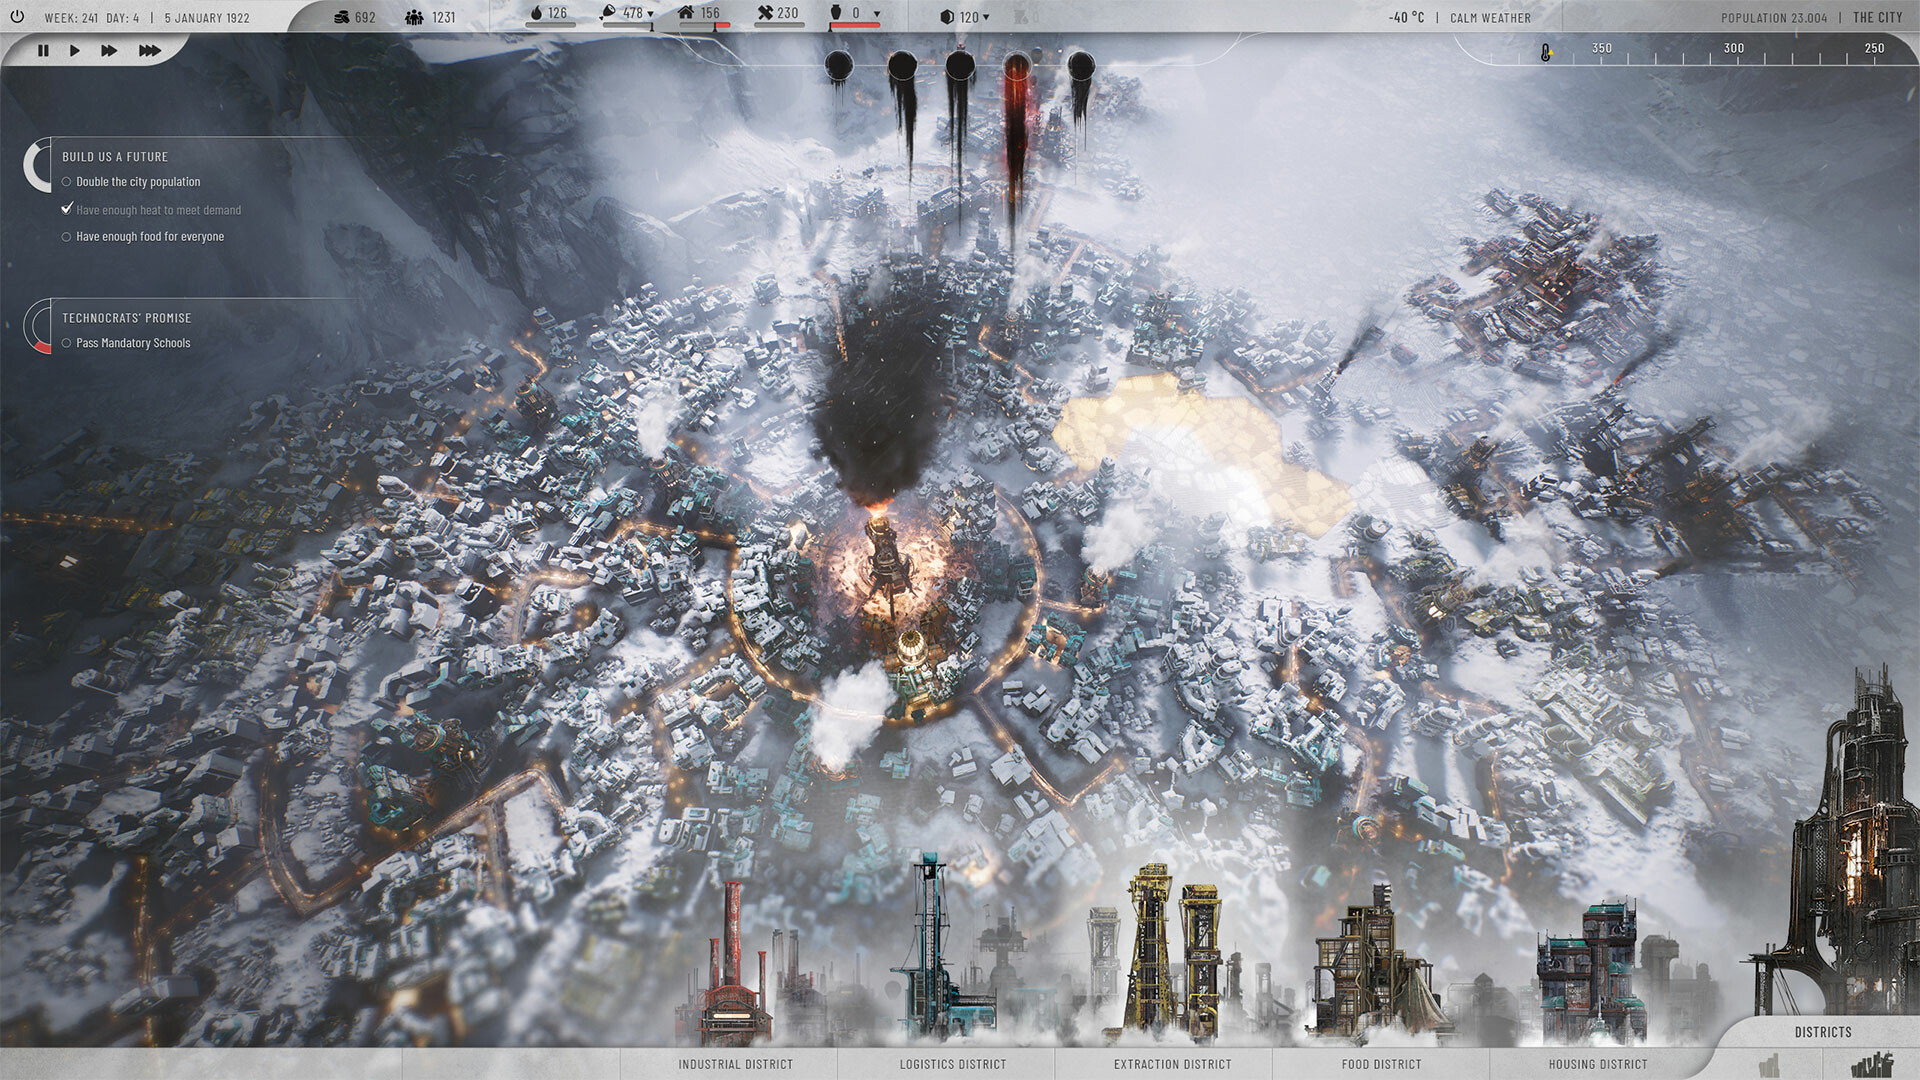 WEEK: 241 DAY: 4 | 5 JANUARY 1922
692
1231
126
478
156
230
0
120
-40 °C | CALM WEATHER
POPULATION 23.004 | THE CITY
350
300
250
BUILD US A FUTURE
Double the city population
Have enough heat to meet demand
Have enough food for everyone
TECHNOCRATS' PROMISE
Pass Mandatory Schools
DISTRICTS
INDUSTRIAL DISTRICT
LOGISTICS DISTRICT
EXTRACTION DISTRICT
FOOD DISTRICT
HOUSING DISTRICT